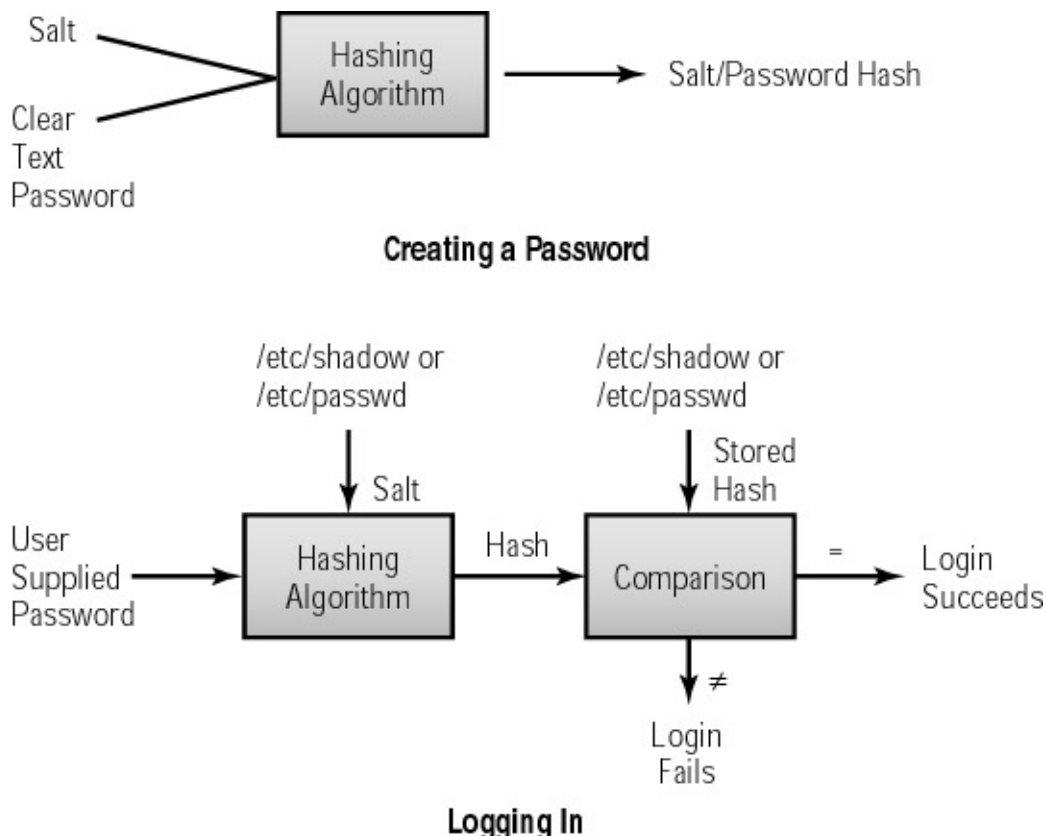 Salt
Clear
Text
Password
Hashing
Algorithm
Salt/Password Hash
Creating a Password
/etc/shadow or
/etc/passwd
Salt
/etc/shadow or
/etc/passwd
Stored
Hash
User
Supplied
Password
Hashing
Algorithm
Hash
Comparison
=
Login
Succeeds
≠
Login
Fails
Logging In